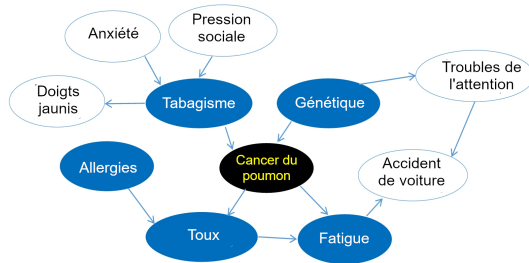 Anxiété
Pression
sociale
Troubles de
l'attention
Doigts
jaunis
Tabagisme
Génétique
Allergies
Cancer du
poumon
Accident
de voiture
Toux
Fatigue